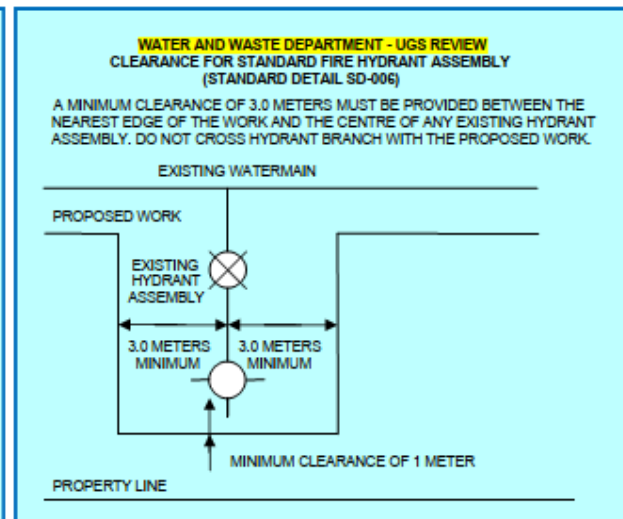 WATER AND WASTE DEPARTMENT - UGS REVIEW
CLEARANCE FOR STANDARD FIRE HYDRANT ASSEMBLY
(STANDARD DETAIL SD-006)
A MINIMUM CLEARANCE OF 3.0 METERS MUST BE PROVIDED BETWEEN THE
NEAREST EDGE OF THE WORK AND THE CENTRE OF ANY EXISTING HYDRANT
ASSEMBLY. DO NOT CROSS HYDRANT BRANCH WITH THE PROPOSED WORK.
EXISTING WATERMAIN
PROPOSED WORK
EXISTING
HYDRANT
ASSEMBLY
3.0 METERS
MINIMUM
3.0 METERS
MINIMUM
MINIMUM CLEARANCE OF 1 METER
PROPERTY LINE